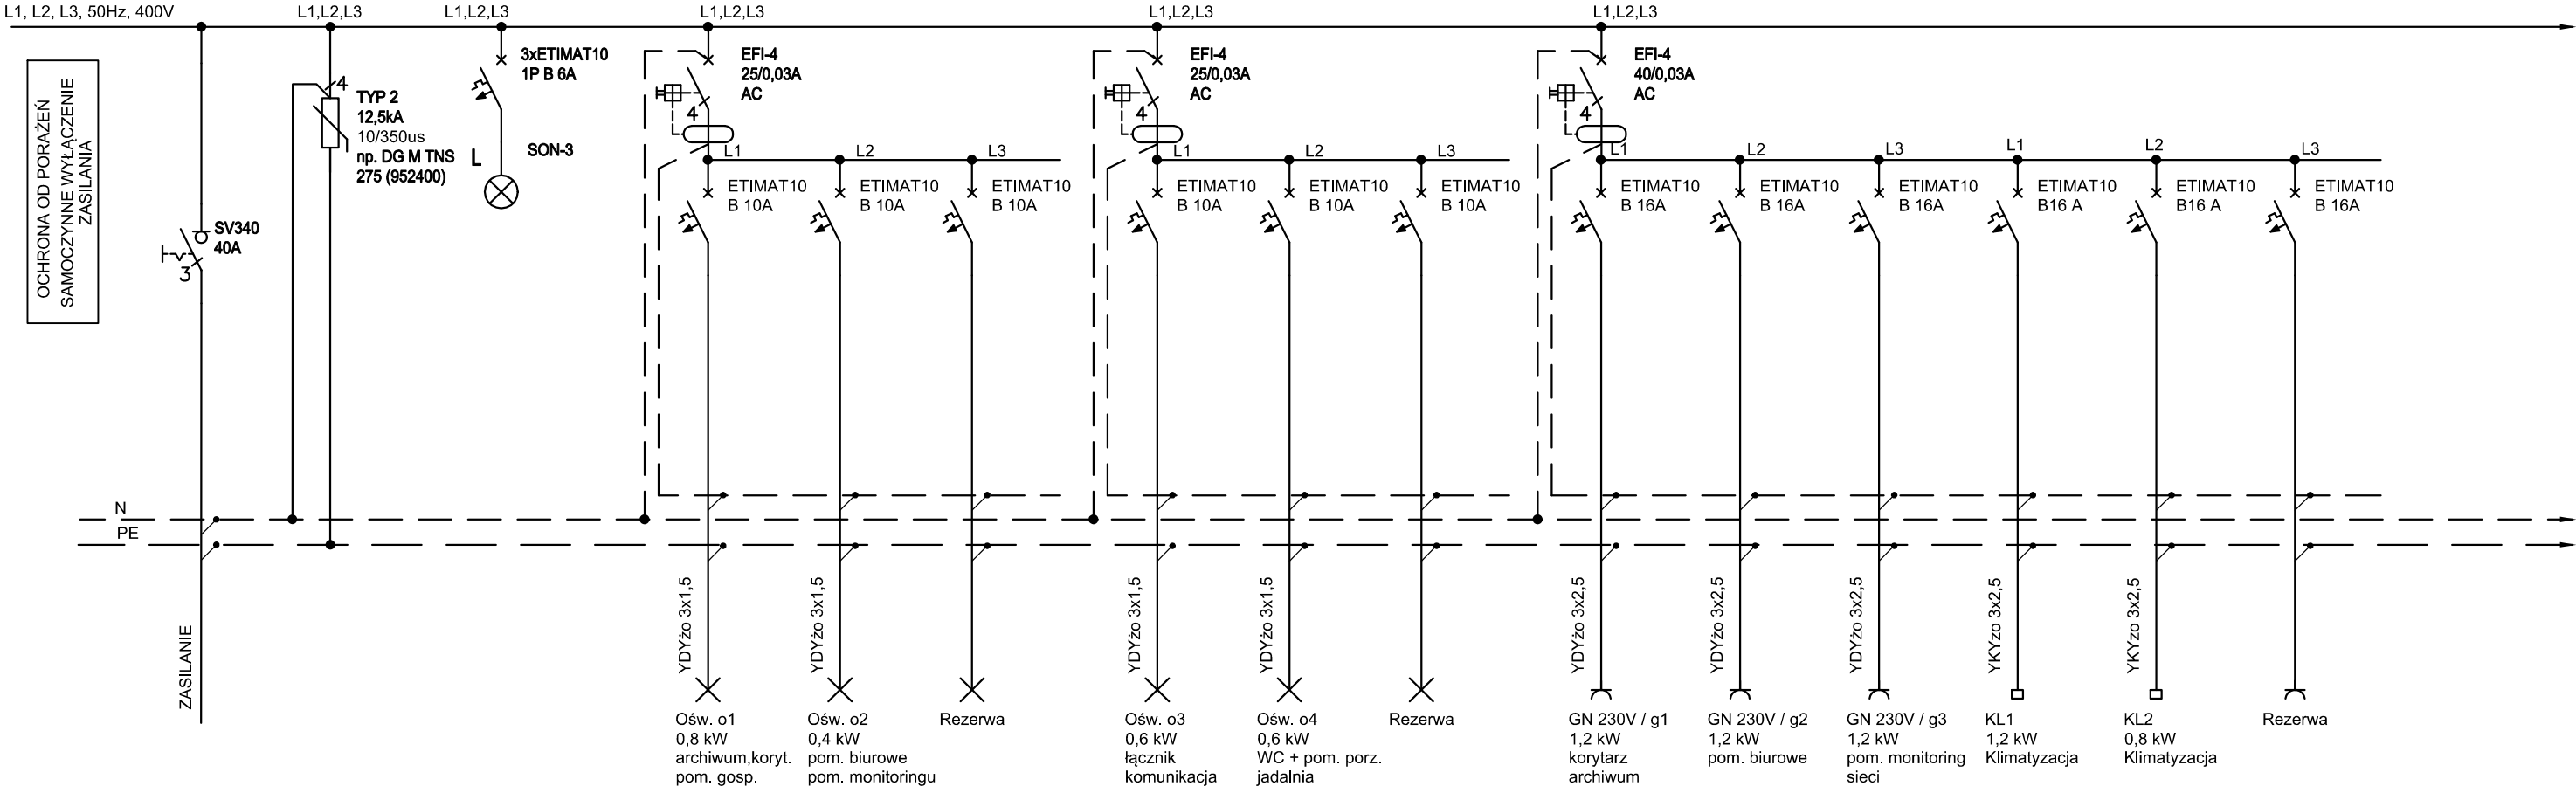 L1, L2, L3, 50Hz, 400V
L1,L2,L3
L1,L2,L3
L1,L2,L3
L1,L2,L3
L1,L2,L3
OCHRONA OD PORAŻEŃ
SAMOCZYNNE WYŁĄCZENIE
ZASILANIA
SV340
40A
3
4
TYP 2
12,5kA
10/350us
np. DG M TNS
275 (952400)
3xETIMAT10
1P B 6A
L
SON-3
EFI-4
25/0,03A
AC
4
L1
L2
L3
ETIMAT10
B 10A
ETIMAT10
B 10A
ETIMAT10
B 10A
EFI-4
25/0,03A
AC
4
L1
L2
L3
ETIMAT10
B 10A
ETIMAT10
B 10A
ETIMAT10
B 10A
EFI-4
40/0,03A
AC
4
L1
L2
L3
L1
L2
L3
ETIMAT10
B 16A
ETIMAT10
B 16A
ETIMAT10
B 16A
ETIMAT10
B16 A
ETIMAT10
B16 A
ETIMAT10
B 16A
N
PE
ZASILANIE
YDYżo 3x1,5
YDYżo 3x1,5
YDYżo 3x1,5
YDYżo 3x1,5
YDYżo 3x2,5
YDYżo 3x2,5
YDYżo 3x2,5
YKYzo 3x2,5
YKYzo 3x2,5
Ośw. o1
0,8 kW
archiwum,koryt.
pom. gosp.
Ośw. o2
0,4 kW
pom. biurowe
pom. monitoringu
Rezerwa
Ośw. o3
0,6 kW
łącznik
komunikacja
Ośw. o4
0,6 kW
WC + pom. porz.
jadalnia
Rezerwa
GN 230V / g1
1,2 kW
korytarz
archiwum
GN 230V / g2
1,2 kW
pom. biurowe
GN 230V / g3
1,2 kW
pom. monitoring
sieci
KL1
1,2 kW
Klimatyzacja
KL2
0,8 kW
Klimatyzacja
Rezerwa